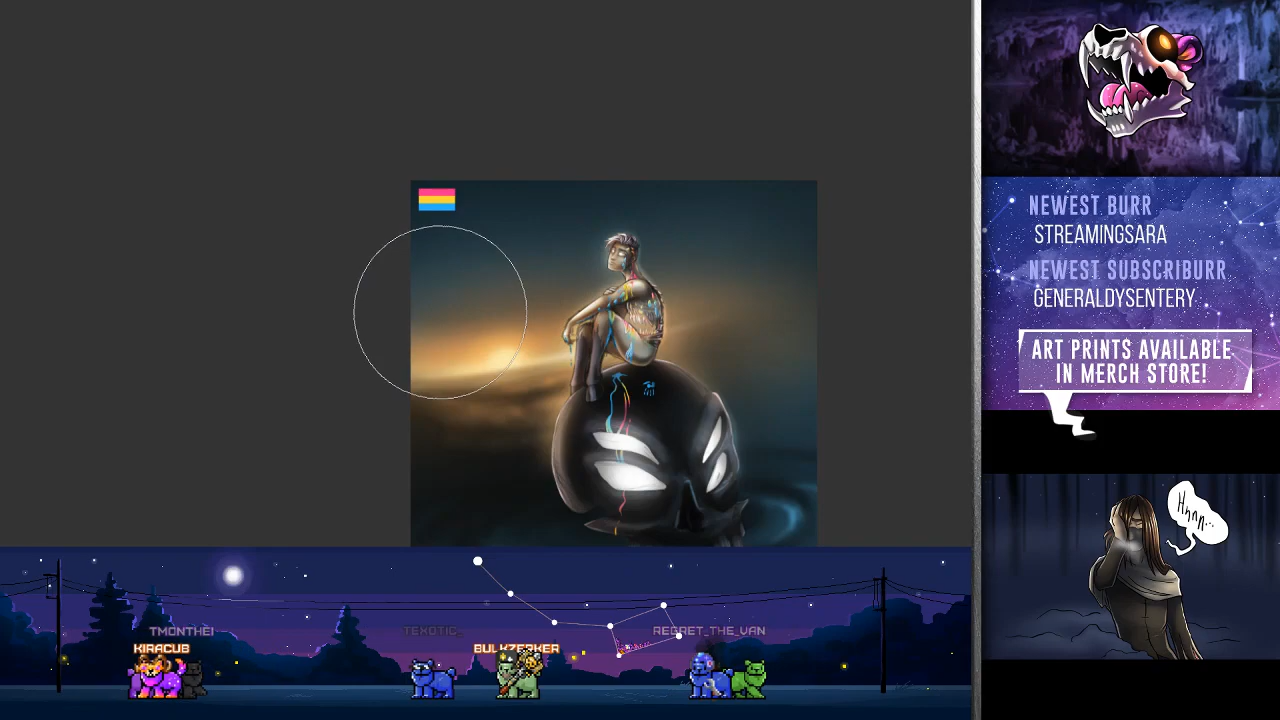 NEWEST BURR
STREAMINGSARA
NEWEST SUBSCRIBURR
GENERALDYSENTERY
ART PRINTS AVAILABLE
IN MERCH STORE!
Hnnn...
TMONTHEI
KIRACUB
TEXOTIC_
BULKZERKER
REGRET_THE_VAN